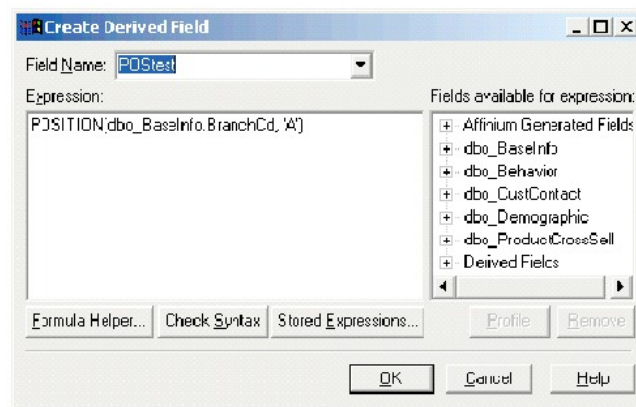 Create Derived Field
Field Name: POStest
Expression:
POSITION(dbo_BaseInfo.BranchCd, 'A')
Fields available for expression:
Affinium Generated Fields
dbo_BaseInfo
dbo_Behavior
dbo_CustContact
dbo_Demographic
dbo_ProductCrossSell
Derived Fields
Formula Helper...
Check Syntax
Stored Expressions...
Profile
Remove
OK
Cancel
Help